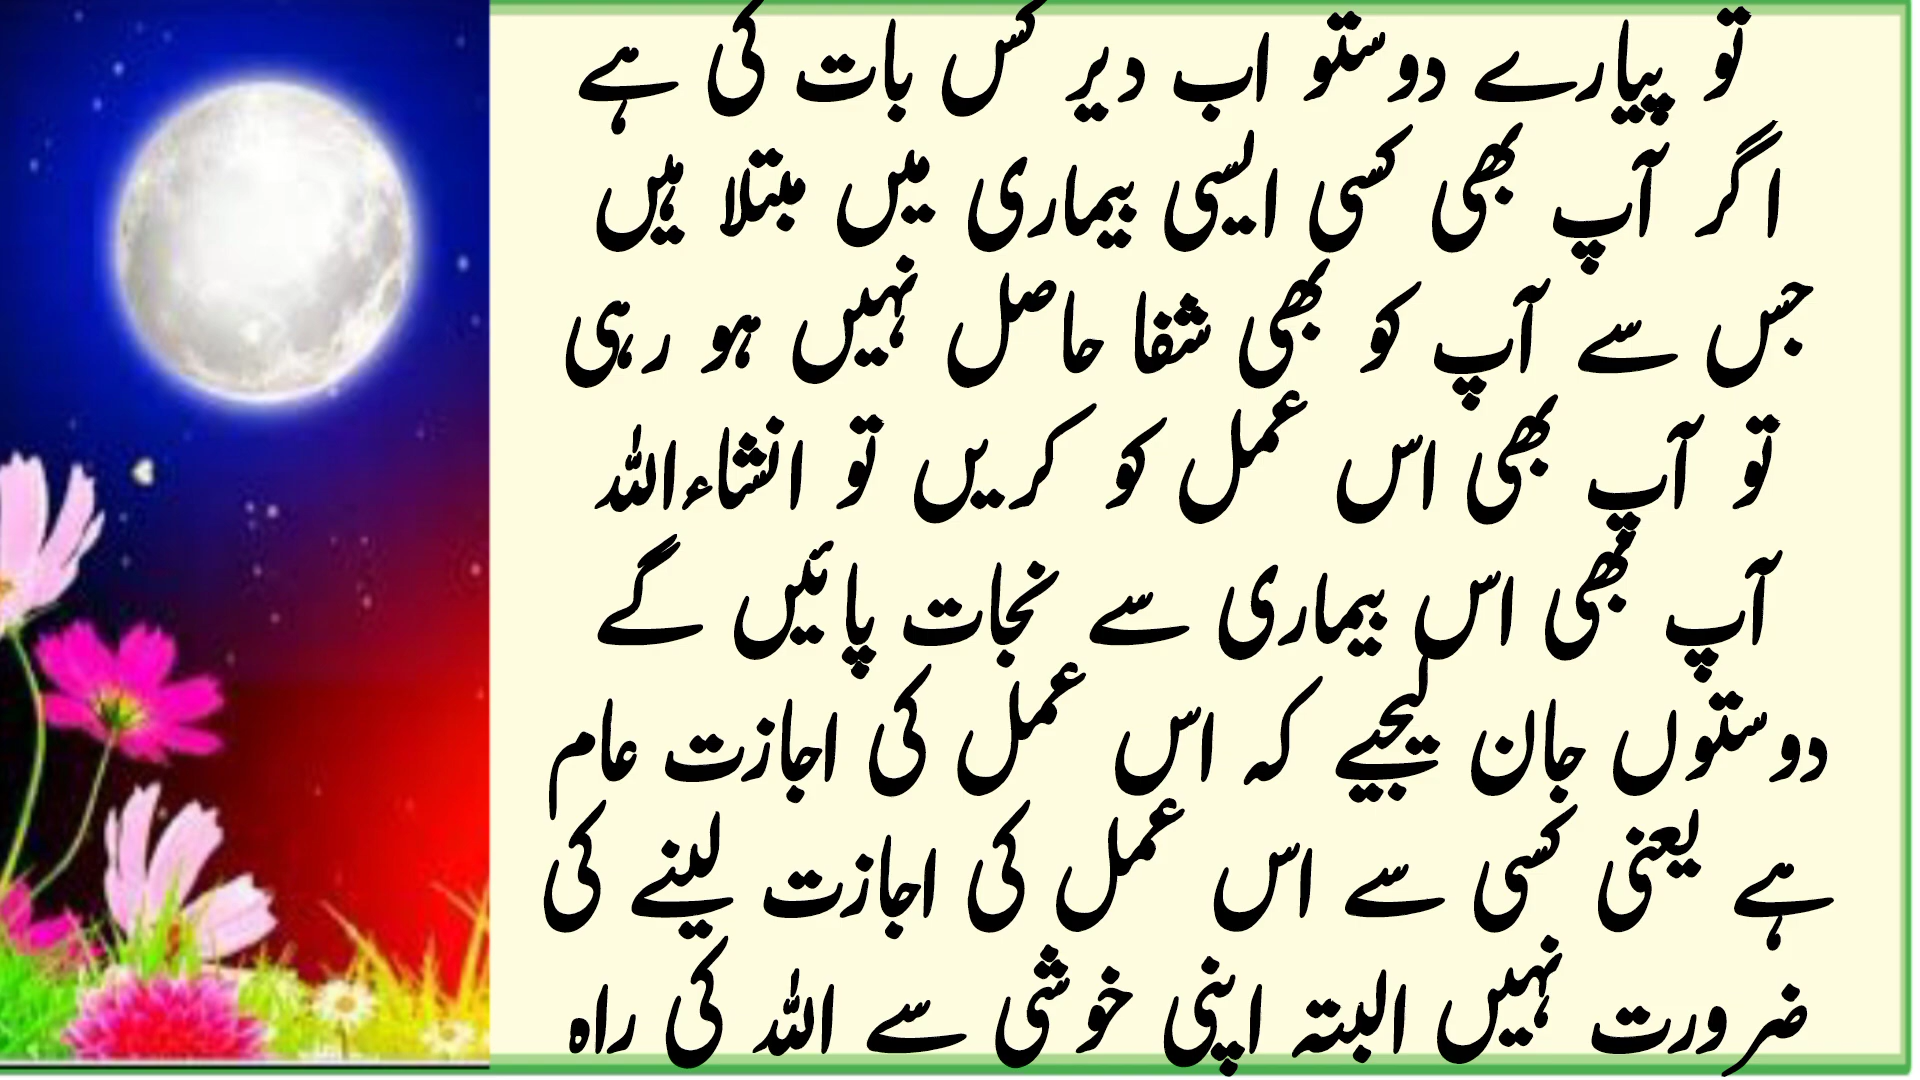 تو پیارے دوستو اب دیر کس بات کی ہے
اگر آپ بھی کسی ایسی بیماری میں مبتلا ہیں
جس سے آپ کو بھی شفا حاصل نہیں ہو رہی
تو آپ بھی اس عمل کو کریں تو انشاءاللہ
آپ بھی اس بیماری سے نجات پائیں گے
دوستوں جان لیجیے کہ اس عمل کی اجازت عام
ہے یعنی کسی سے اس عمل کی اجازت لینے کی
ضرورت نہیں البتہ اپنی خوشی سے اللہ کی راہ